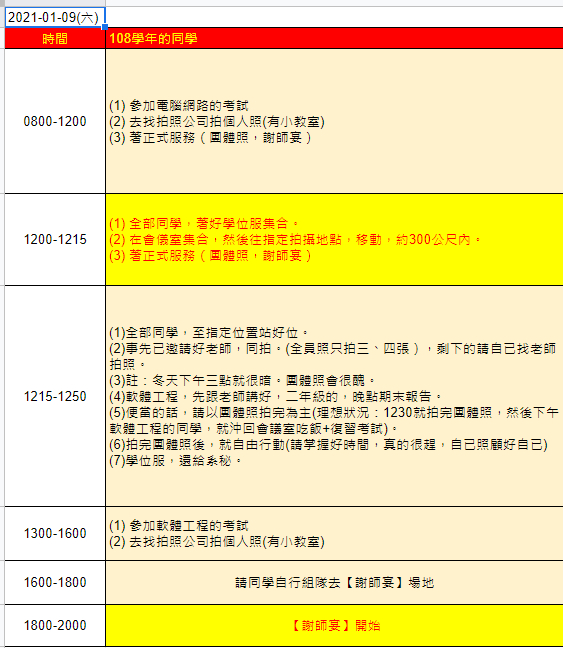 2021-01-09(六)
時間
108學年的同學
0800-1200
(1) 參加電腦網路的考試
(2) 去找拍照公司拍個人照(有小教室)
(3) 著正式服務（團體照，謝師宴）
1200-1215
(1) 全部同學，著好學位服集合。
(2) 在會儀室集合，然後往指定拍攝地點，移動，約300公尺內。
(3) 著正式服務（團體照，謝師宴）
1215-1250
(1)全部同學，至指定位置站好位。
(2)事先已邀請好老師，同拍。(全員照只拍三、四張），剩下的請自己找老師
拍照。
(3)註：冬天下午三點就很暗。團體照會很醜。
(4)軟體工程，先跟老師講好，二年級的，晚點期末報告。
(5)便當的話，請以團體照拍完為主(理想狀況：1230就拍完團體照，然後下午
軟體工程的同學，就沖回會議室吃飯+復習考試)。
(6)拍完團體照後，就自由行動(請掌握好時間，真的很趕，自已照顧好自已)
(7)學位服，還給系秘。
1300-1600
(1) 參加軟體工程的考試
(2) 去找拍照公司拍個人照(有小教室)
1600-1800
請同學自行組隊去【謝師宴】場地
1800-2000
【謝師宴】開始